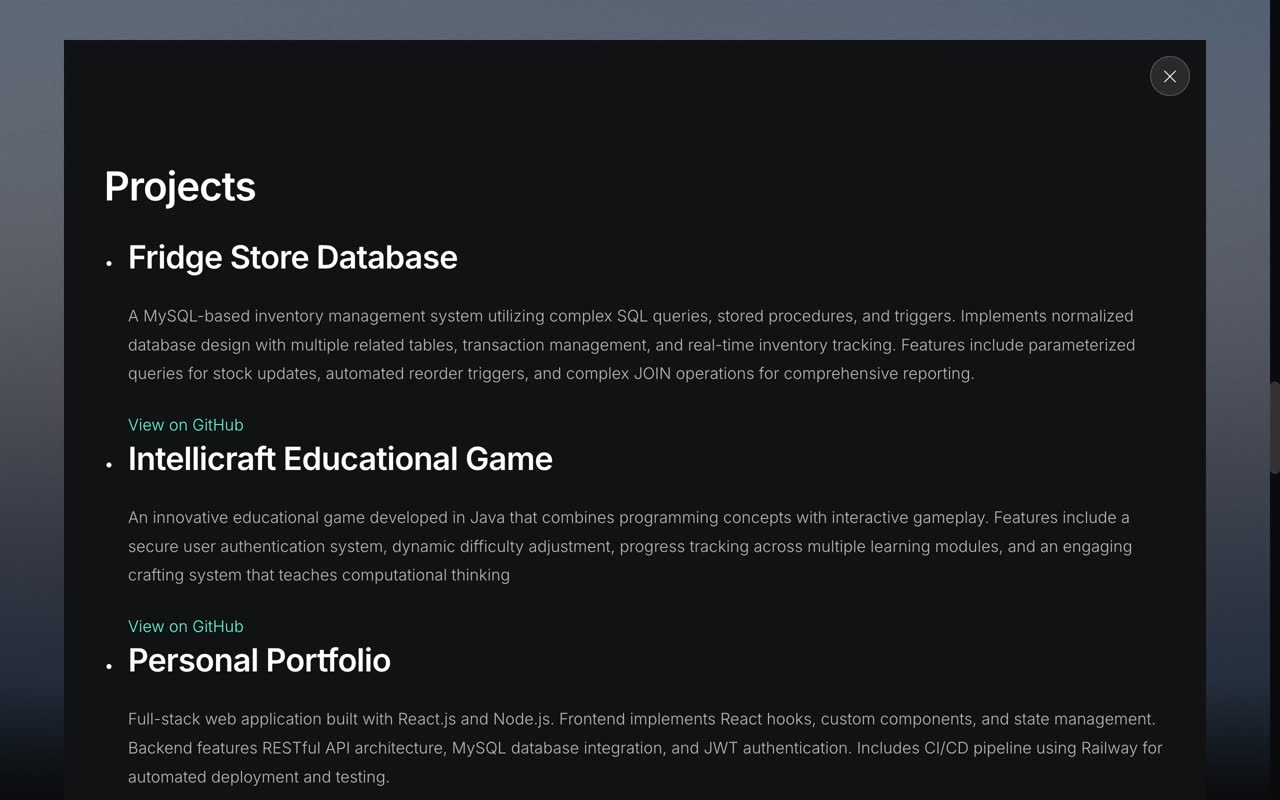 Projects
Fridge Store Database
A MySQL-based inventory management system utilizing complex SQL queries, stored procedures, and triggers. Implements normalized
database design with multiple related tables, transaction management, and real-time inventory tracking. Features include parameterized
queries for stock updates, automated reorder triggers, and complex JOIN operations for comprehensive reporting.
View on GitHub
Intellicraft Educational Game
An innovative educational game developed in Java that combines programming concepts with interactive gameplay. Features include a
secure user authentication system, dynamic difficulty adjustment, progress tracking across multiple learning modules, and an engaging
crafting system that teaches computational thinking
View on GitHub
Personal Portfolio
Full-stack web application built with React.js and Node.js. Frontend implements React hooks, custom components, and state management.
Backend features RESTful API architecture, MySQL database integration, and JWT authentication. Includes CI/CD pipeline using Railway for
automated deployment and testing.